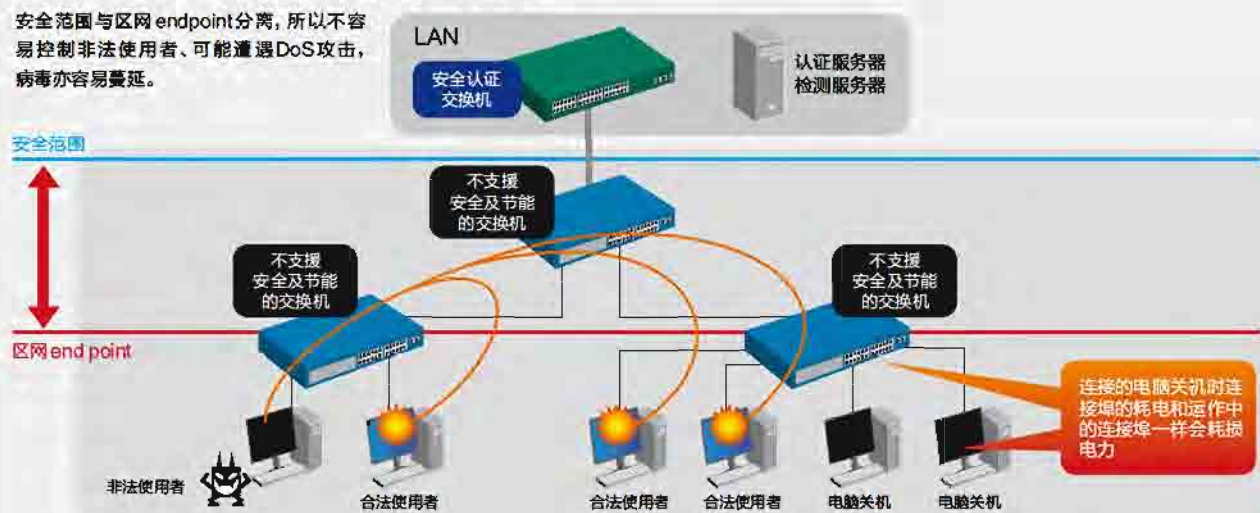 安全范围与区网endpoint分离, 所以不容
易控制非法使用者、可能遭遇DoS攻击,
病毒亦容易蔓延。
LAN
安全认证
交换机
认证服务器
检测服务器
安全范围
不支援
安全及节能
的交换机
不支援
安全及节能
的交换机
不支援
安全及节能
的交换机
区网end point
连接的电脑关机时连
接埠的耗电和运作中
的连接埠一样会耗损
电力
非法使用者
合法使用者
合法使用者
合法使用者
电脑关机
电脑关机